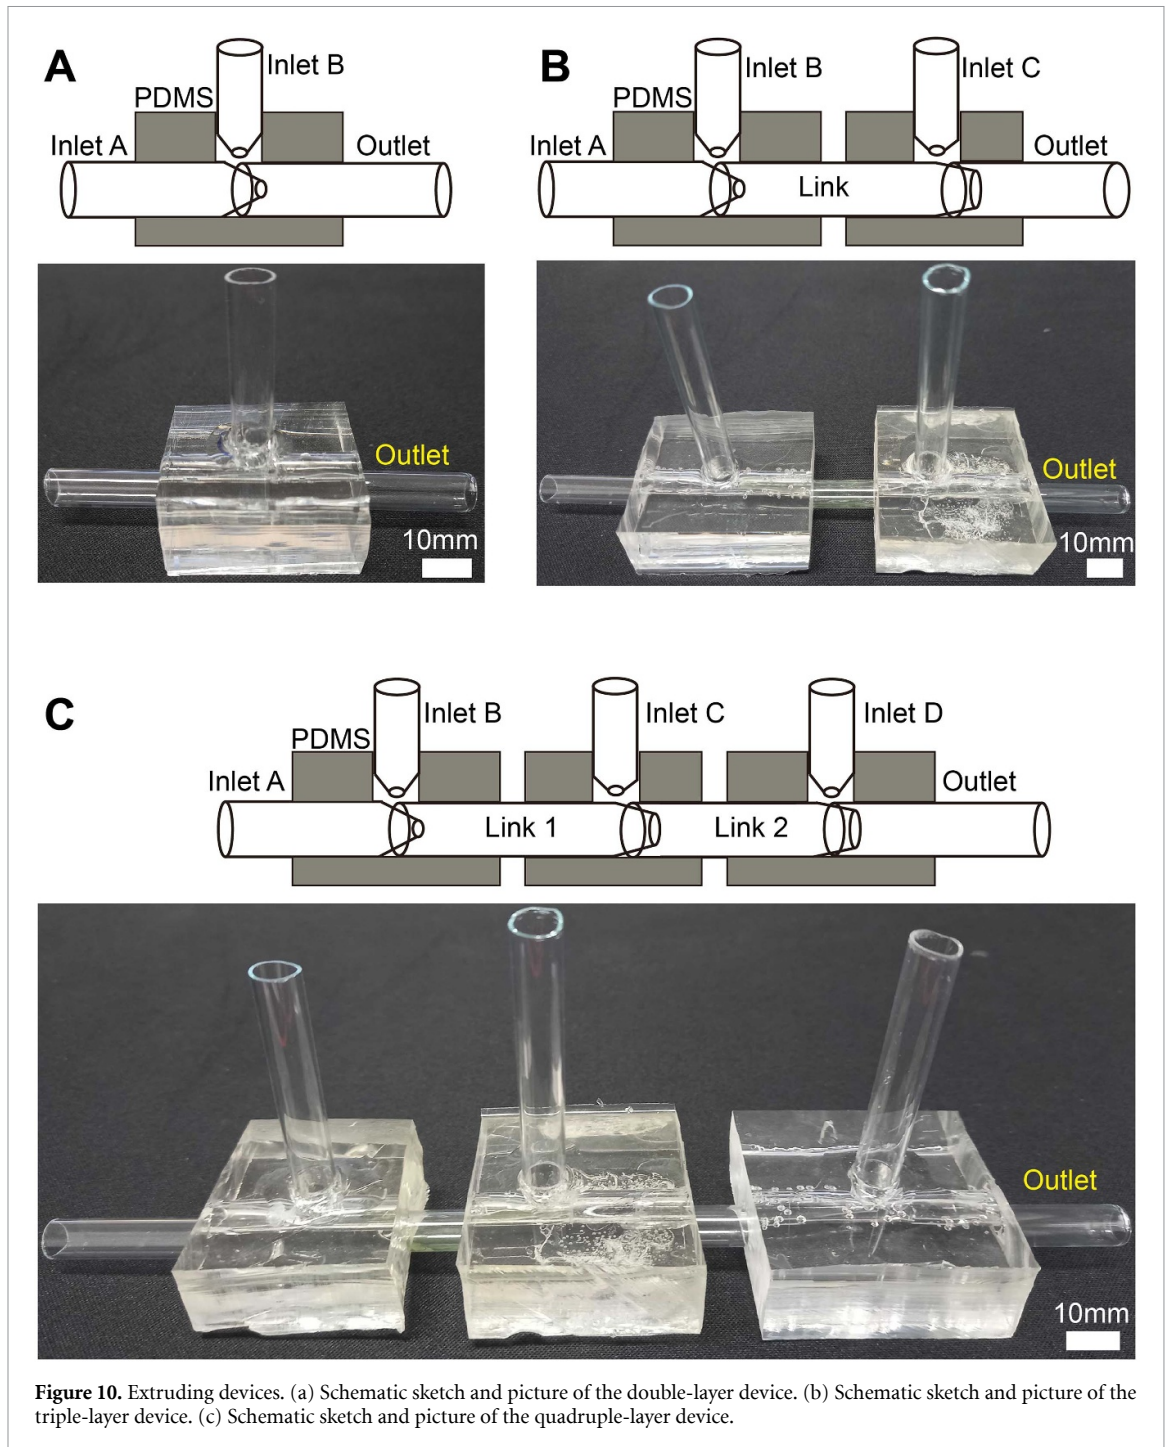 A
Inlet B
PDMS
Inlet A
Outlet
Outlet
10mm
B
Inlet B
Inlet C
PDMS
Inlet A
Outlet
Link
Outlet
10mm
C
Inlet B
Inlet C
Inlet D
PDMS
Inlet A
Outlet
Link 1
Link 2
Outlet
10mm
Figure 10. Extruding devices. (a) Schematic sketch and picture of the double-layer device. (b) Schematic sketch and picture of the
triple-layer device. (c) Schematic sketch and picture of the quadruple-layer device.